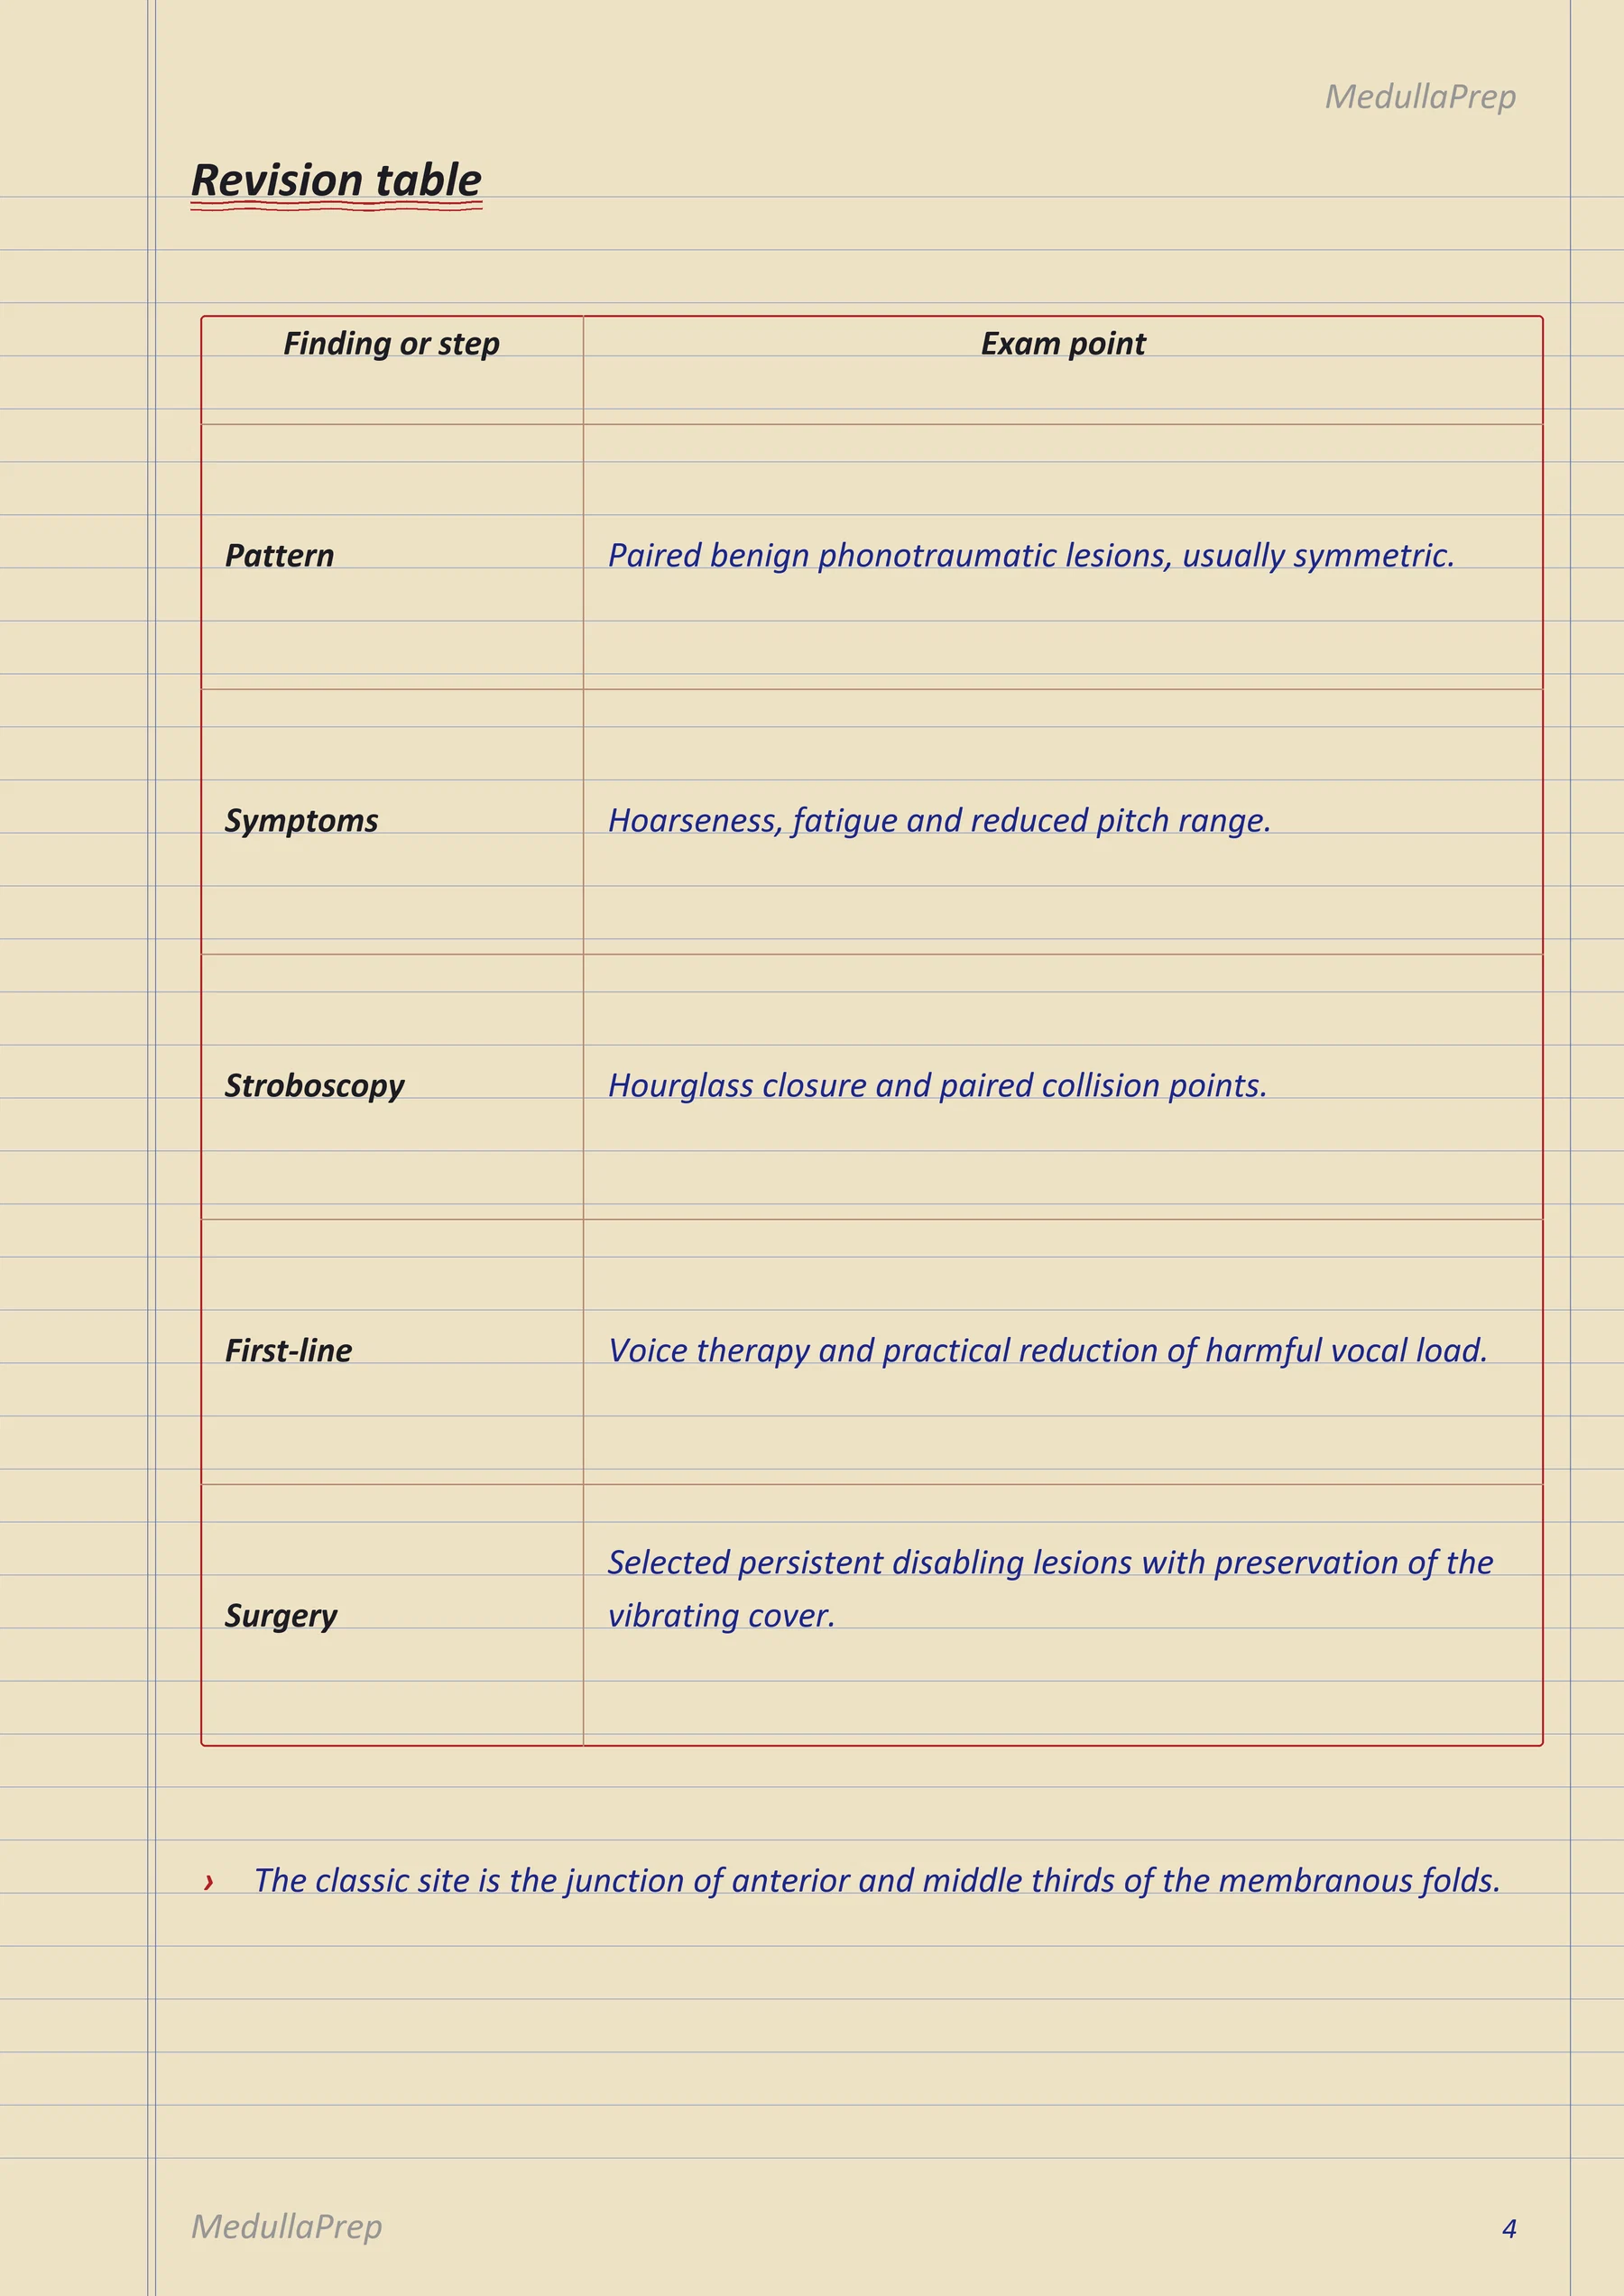 MedullaPrep
Revision table
Finding or step
Exam point
Pattern
Paired benign phonotraumatic lesions, usually symmetric.
Symptoms
Hoarseness, fatigue and reduced pitch range.
Stroboscopy
Hourglass closure and paired collision points.
First-line
Voice therapy and practical reduction of harmful vocal load.
Surgery
Selected persistent disabling lesions with preservation of the
vibrating cover.
› The classic site is the junction of anterior and middle thirds of the membranous folds.
MedullaPrep
4